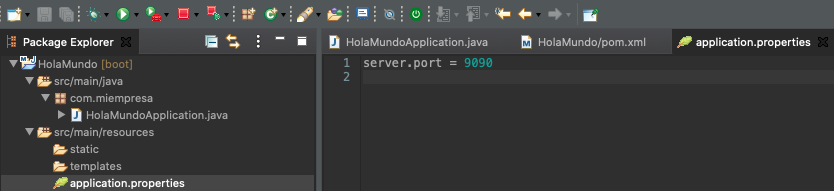 Package Explorer
HolaMundo [boot]
src/main/java
com.miempresa
HolaMundoApplication.java
src/main/resources
static
templates
application.properties
HolaMundoApplication.java
HolaMundo/pom.xml
application.properties
1 server.port = 9090
2